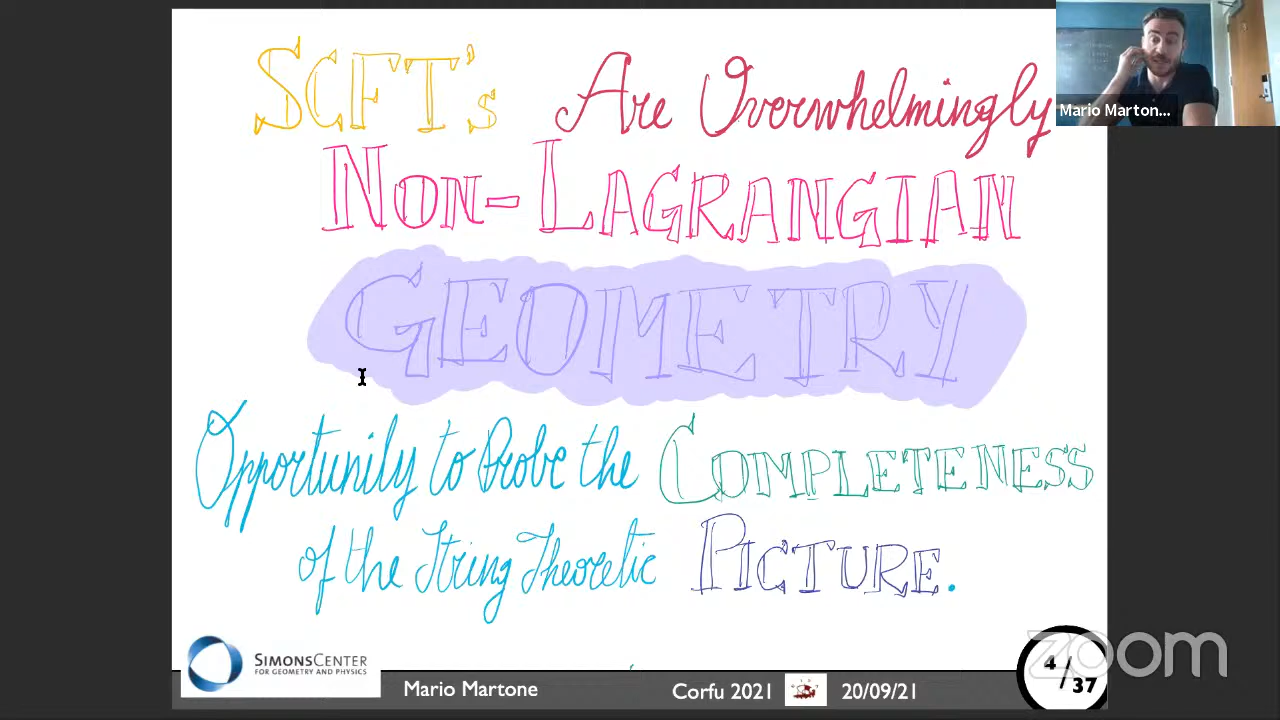 SCFT's Are Overwhelmingly
NON-LAGRANGIAN
GEOMETRY
Opportunity to Probe the COMPLETENESS
of the String Theoretic PICTURE.
Mario Marton...
SIMONS CENTER
FOR GEOMETRY AND PHYSICS
Mario Martone
Corfu 2021
20/09/21
4/37
zoom